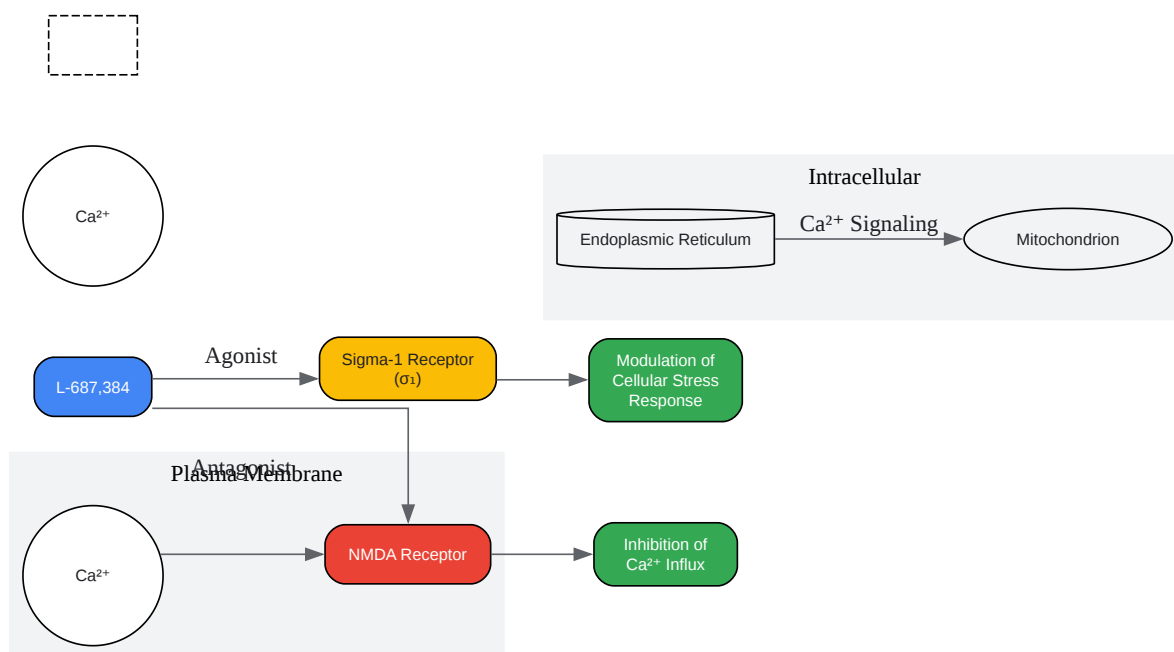 Ca²⁺
Intracellular
Ca²⁺ Signaling
Endoplasmic Reticulum
Mitochondrion
L-687,384
Agonist
Sigma-1 Receptor
(σ₁)
Modulation of
Cellular Stress
Response
Antagonist
Plasma Membrane
Ca²⁺
NMDA Receptor
Inhibition of
Ca²⁺ Influx